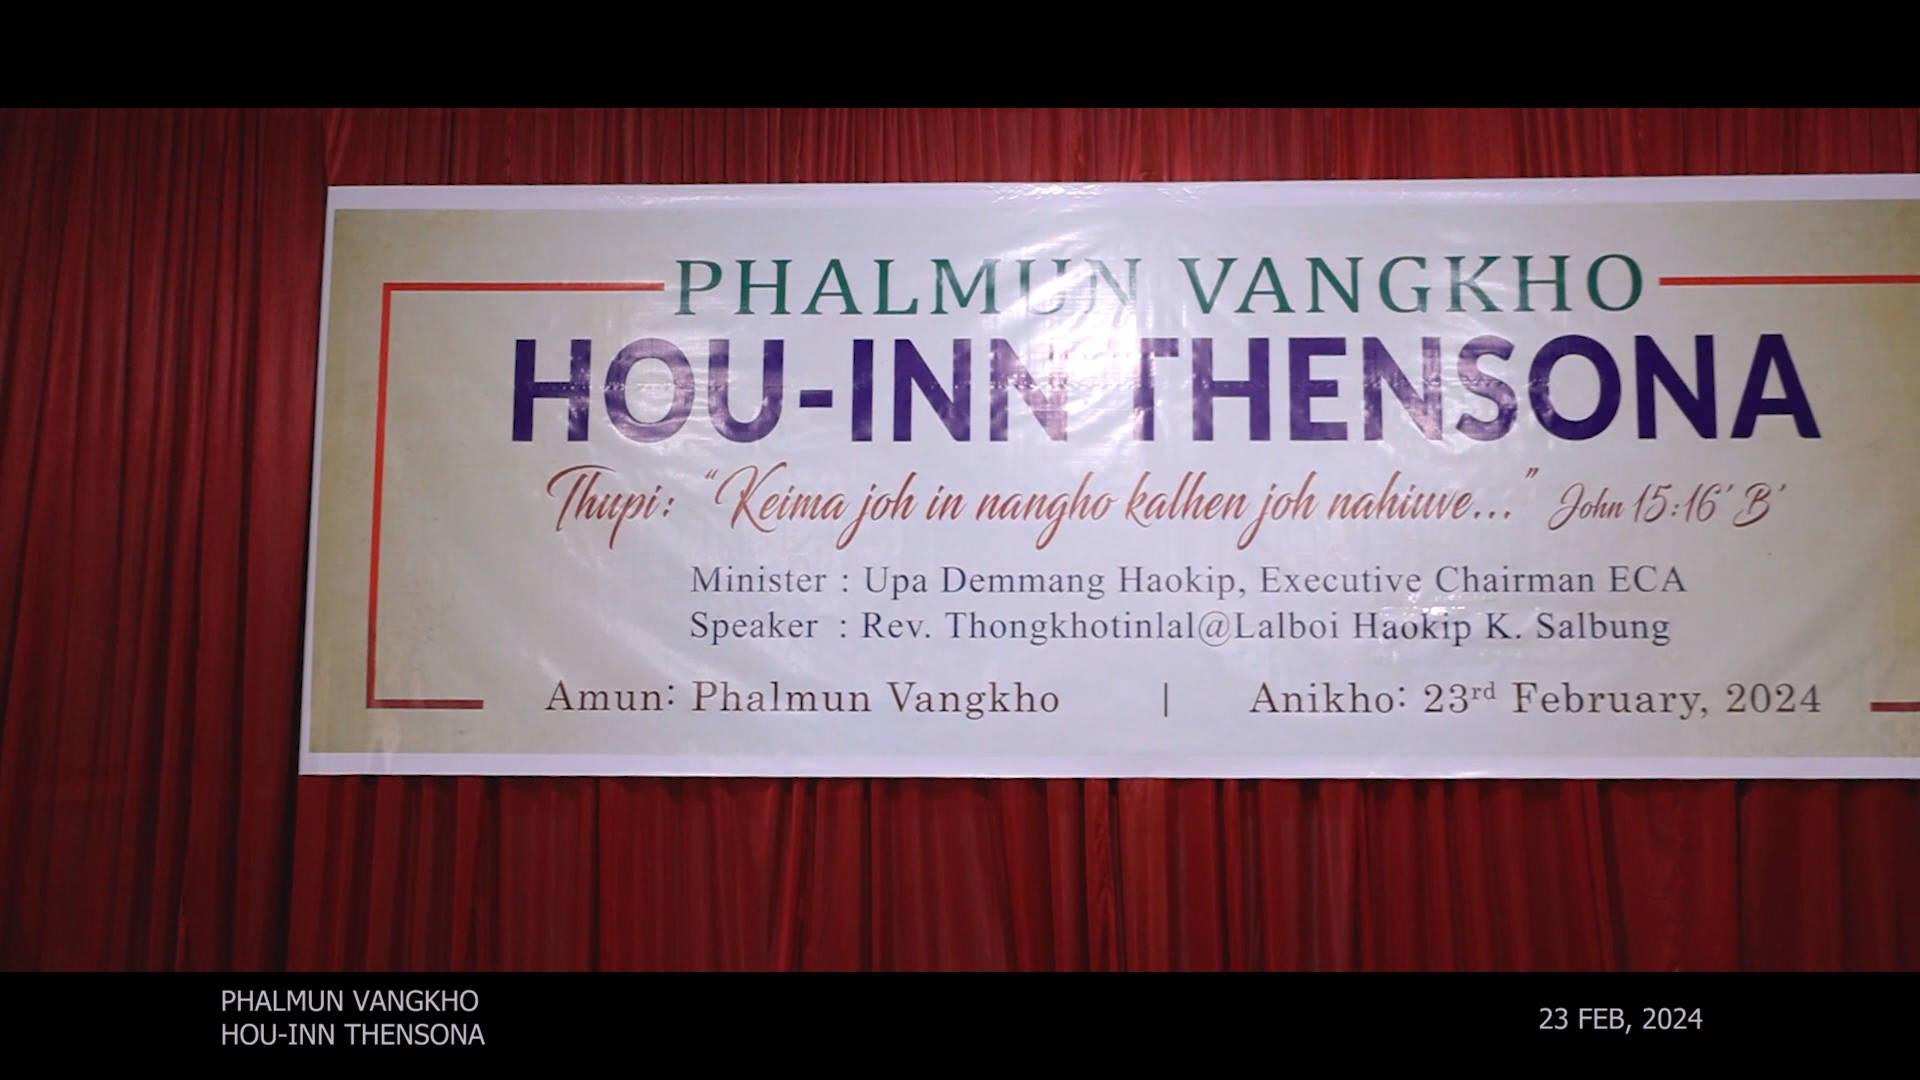 PHALMUN VANGKHO
HOU-INN THENSONA
Thupi: “Keima joh in nangho kalhen joh nahiuve...” John 15:16' B'
Minister : Upa Demmang Haokip, Executive Chairman ECA
Speaker : Rev. Thongkhotinlal@Lalboi Haokip K. Salbung
Amun: Phalmun Vangkho | Anikho: 23rd February, 2024
PHALMUN VANGKHO
HOU-INN THENSONA
23 FEB, 2024